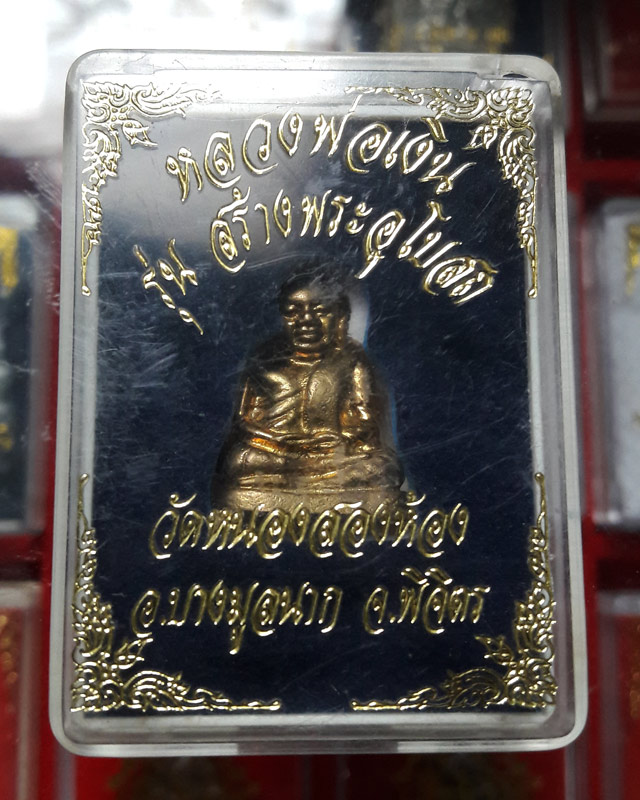 หลวงพ่อเงิน
รุ่น สร้างพระอุโบสถ
วัดหนองสองห้อง
อ.บางมูลนาก จ.พิจิตร